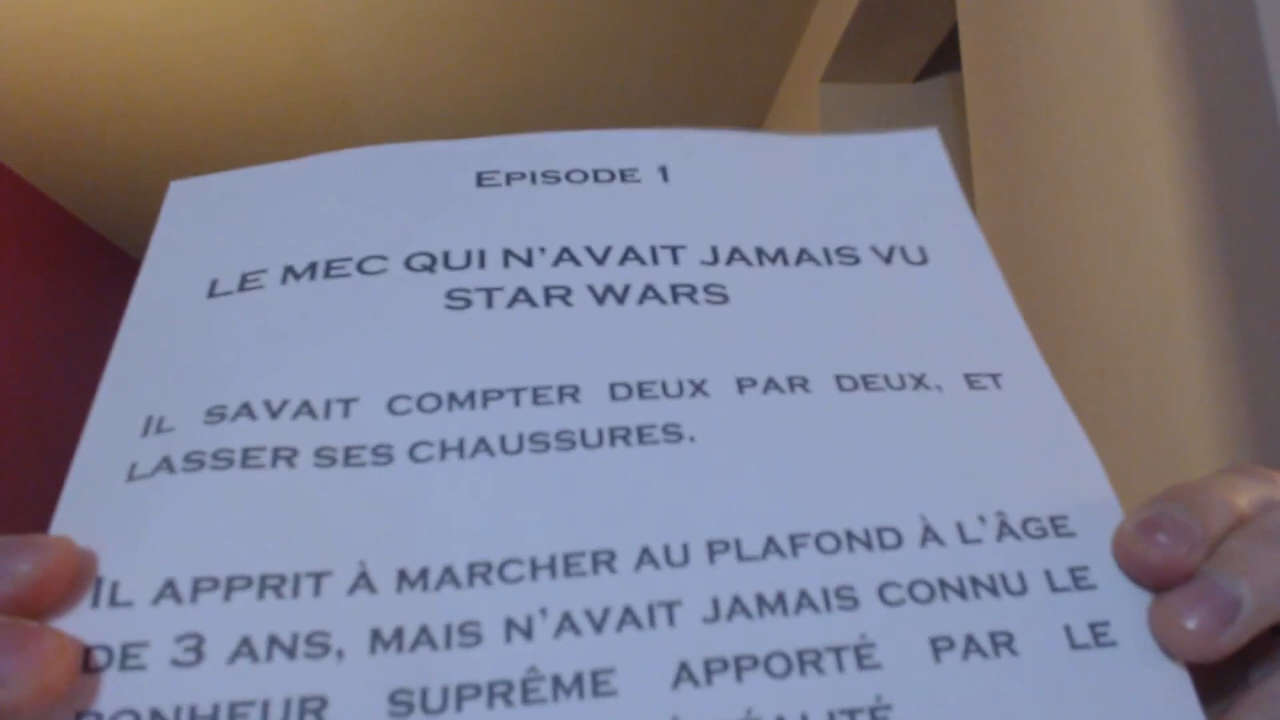 EPISODE 1
LE MEC QUI N'AVAIT JAMAIS VU
STAR WARS
IL SAVAIT COMPTER DEUX PAR DEUX, ET
LASSER SES CHAUSSURES.
IL APPRIT À MARCHER AU PLAFOND À L'ÂGE
DE 3 ANS, MAIS N'AVAIT JAMAIS CONNU LE
BONHEUR SUPRÊME APPORTÉ PAR LE